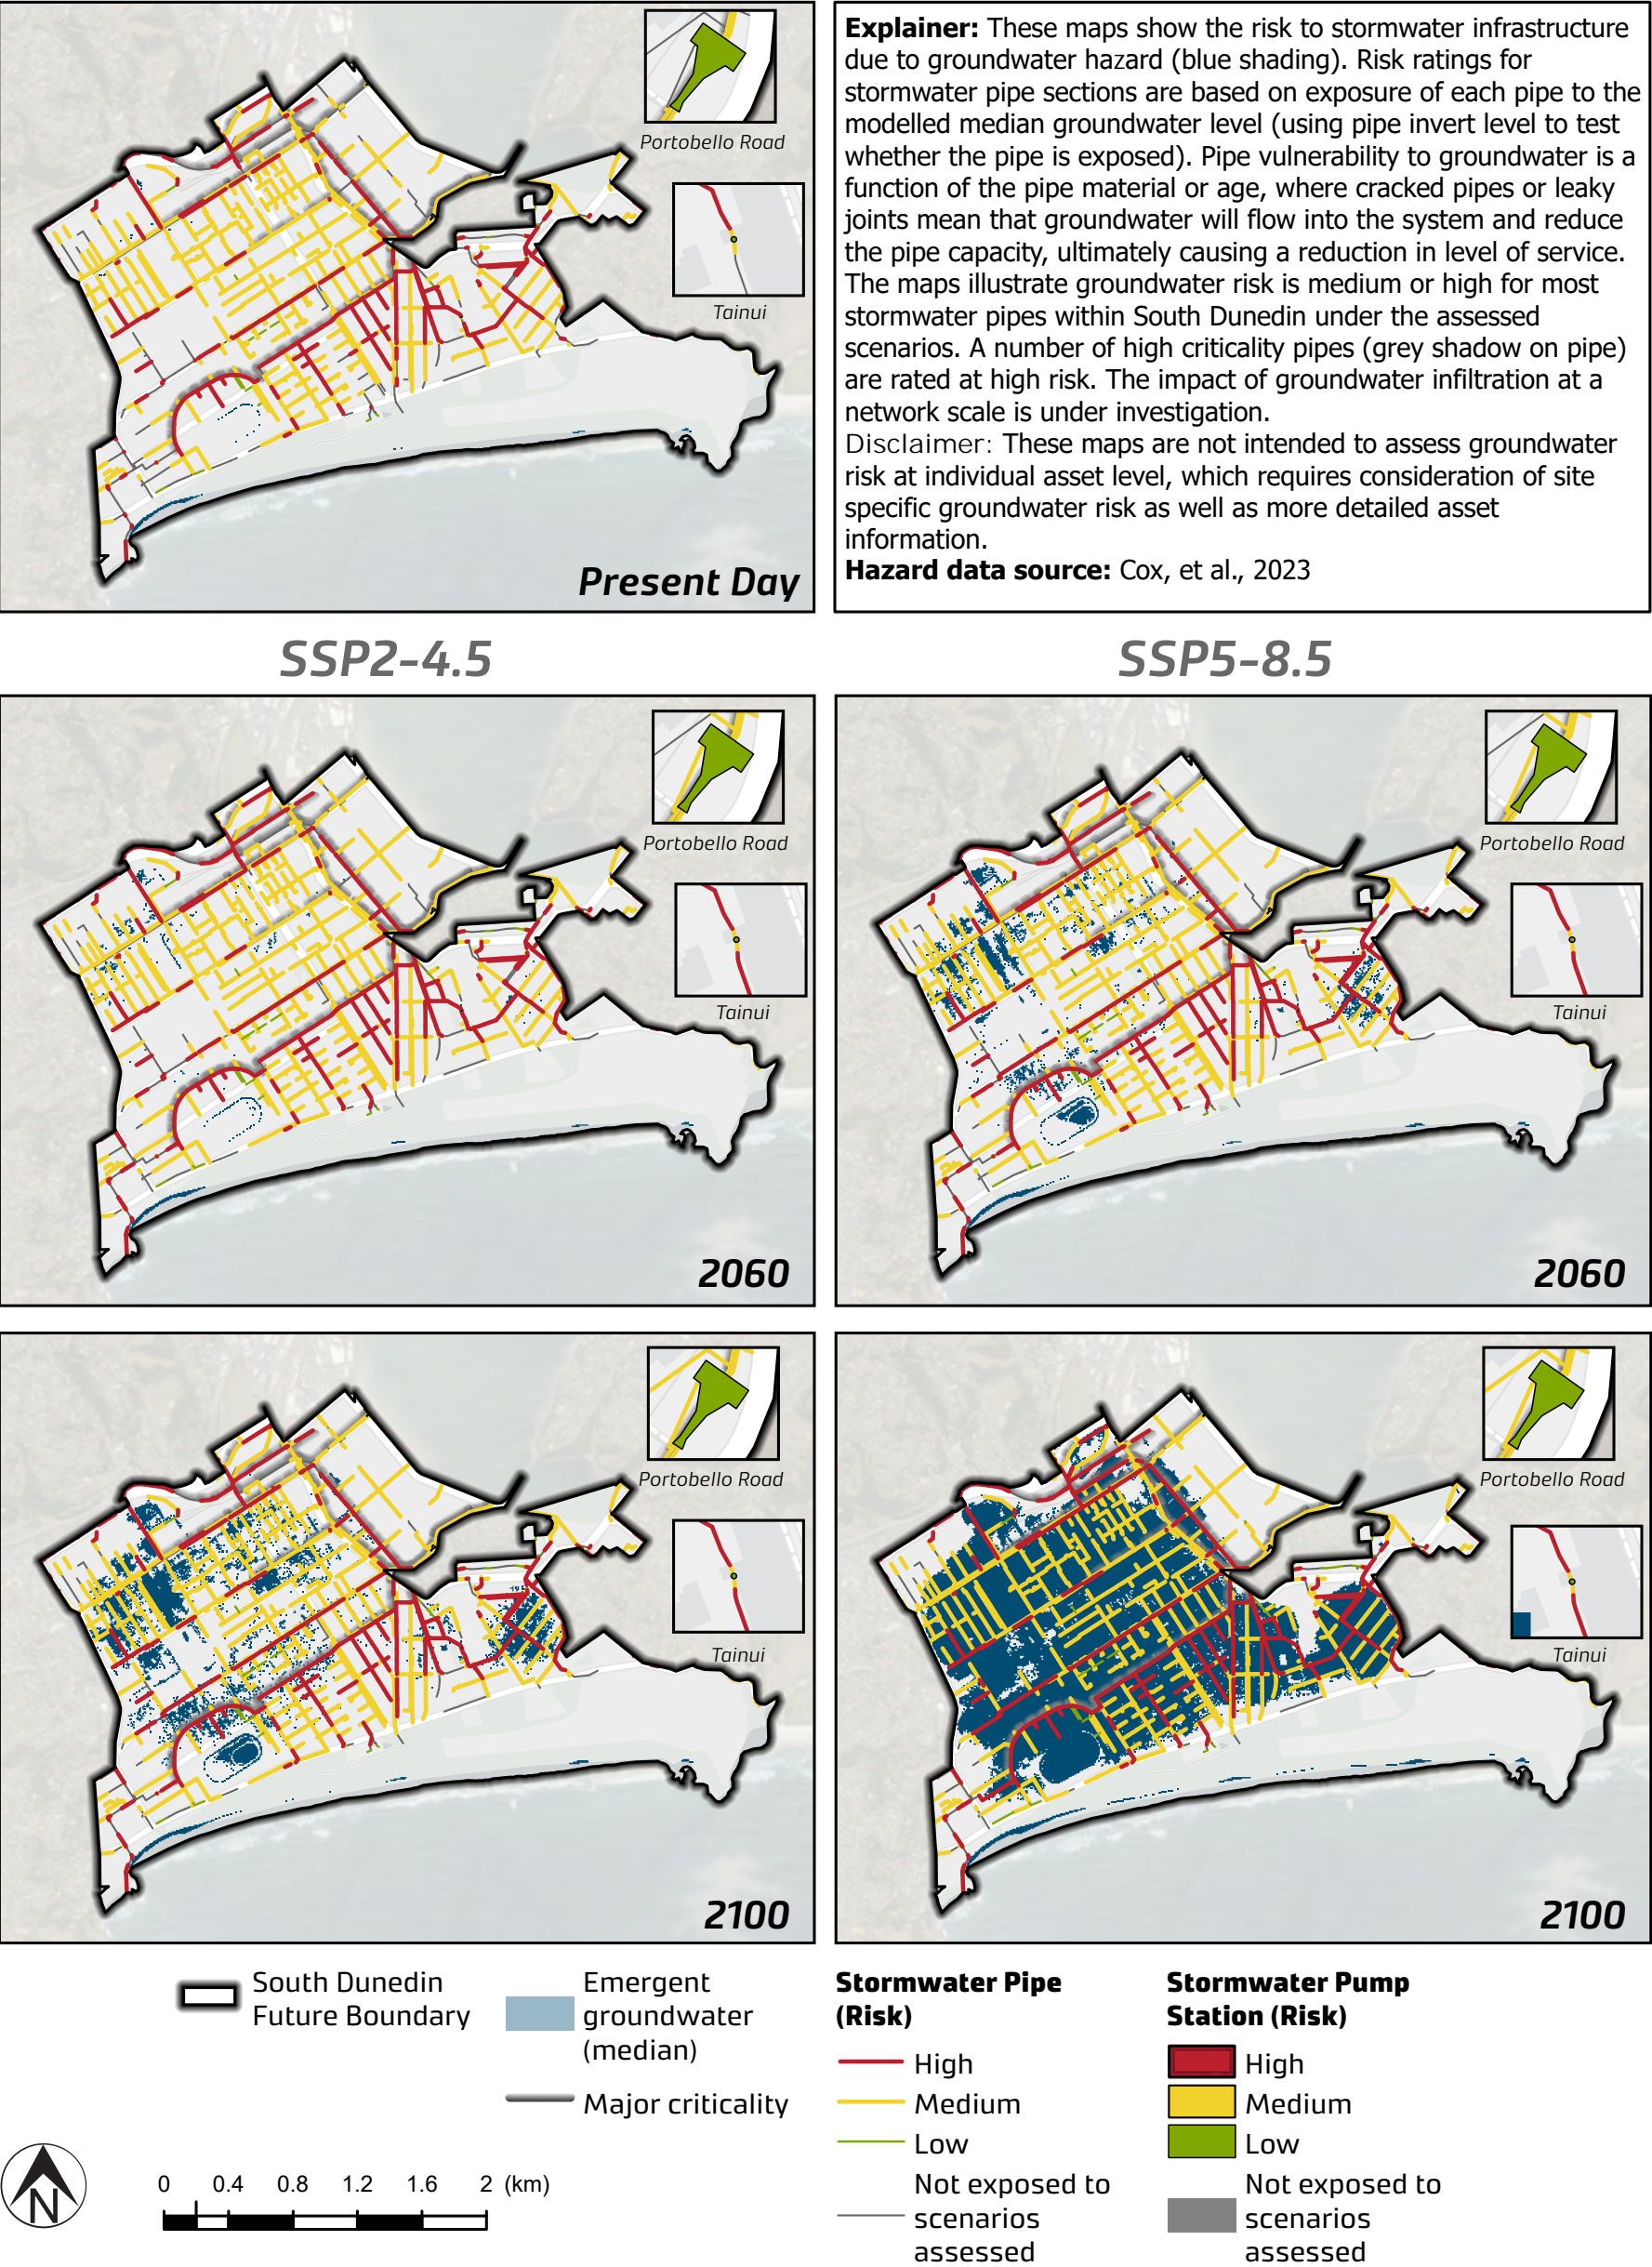 Portobello Road
Tainui
Present Day
Explainer: These maps show the risk to stormwater infrastructure
due to groundwater hazard (blue shading). Risk ratings for
stormwater pipe sections are based on exposure of each pipe to the
modelled median groundwater level (using pipe invert level to test
whether the pipe is exposed). Pipe vulnerability to groundwater is a
function of the pipe material or age, where cracked pipes or leaky
joints mean that groundwater will flow into the system and reduce
the pipe capacity, ultimately causing a reduction in level of service.
The maps illustrate groundwater risk is medium or high for most
stormwater pipes within South Dunedin under the assessed
scenarios. A number of high criticality pipes (grey shadow on pipe)
are rated at high risk. The impact of groundwater infiltration at a
network scale is under investigation.
Disclaimer: These maps are not intended to assess groundwater
risk at individual asset level, which requires consideration of site
specific groundwater risk as well as more detailed asset
information.
Hazard data source: Cox, et al., 2023
SSP2-4.5
SSP5-8.5
Portobello Road
Tainui
2060
Portobello Road
Tainui
2060
Portobello Road
Tainui
2100
Portobello Road
Tainui
2100
South Dunedin
Future Boundary
Emergent
groundwater
(median)
Major criticality
Stormwater Pipe
(Risk)
High
Medium
Low
Not exposed to
scenarios
assessed
Stormwater Pump
Station (Risk)
High
Medium
Low
Not exposed to
scenarios
assessed
N
0 0.4 0.8 1.2 1.6 2 (km)